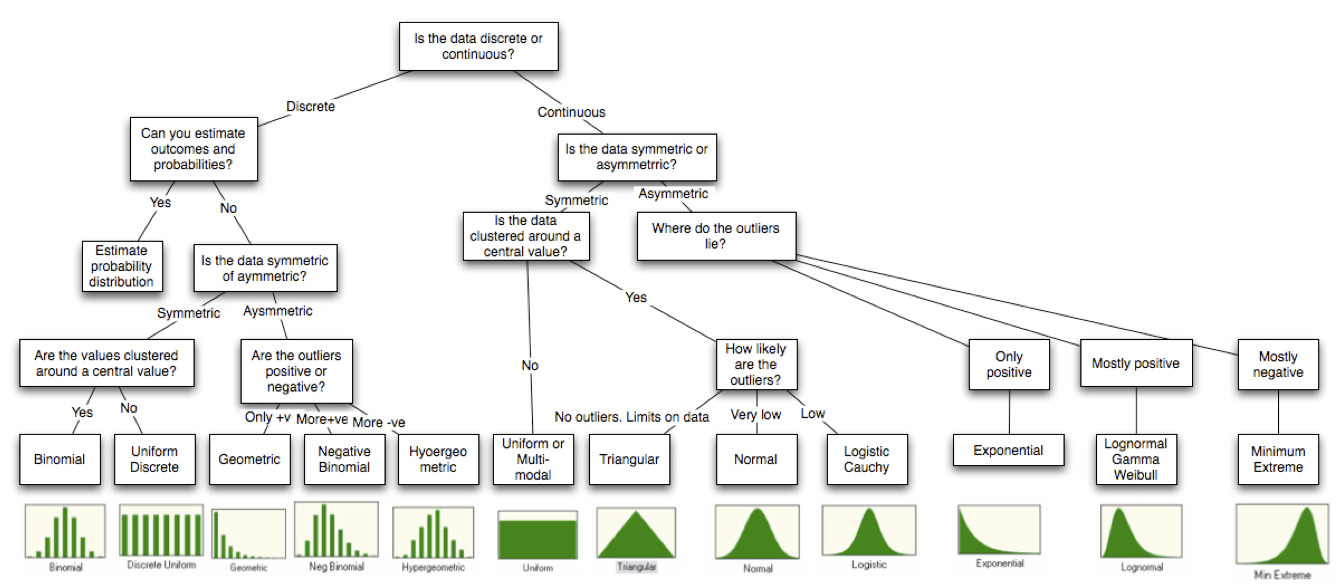 Is the data discrete or
continuous?
Discrete
Continuous
Can you estimate
outcomes and
probabilities?
Is the data symmetric or
asymmetrric?
Yes
No
Symmetric
Asymmetric
Estimate
probability
distribution
Is the data symmetric
of aymmetric?
Is the data
clustered around a
central value?
Where do the outliers
lie?
Symmetric
Aysmmetric
Yes
No
Are the values clustered
around a central value?
Are the outliers
positive or
negative?
How likely
are the
outliers?
Only
positive
Mostly positive
Mostly
negative
Yes
No
Only +v
More+ve
More -ve
No outliers. Limits on data
Very low
Low
Binomial
Uniform
Discrete
Geometric
Negative
Binomial
Hyoergeo
metric
Uniform or
Multi-
modal
Triangular
Normal
Logistic
Cauchy
Exponential
Lognormal
Gamma
Weibull
Minimum
Extreme
Binomial
Discrete Uniform
Geometric
Neg Binomial
Hypergeometric
Uniform
Triangular
Normal
Logistic
Exponential
Lognormal
Min Extreme